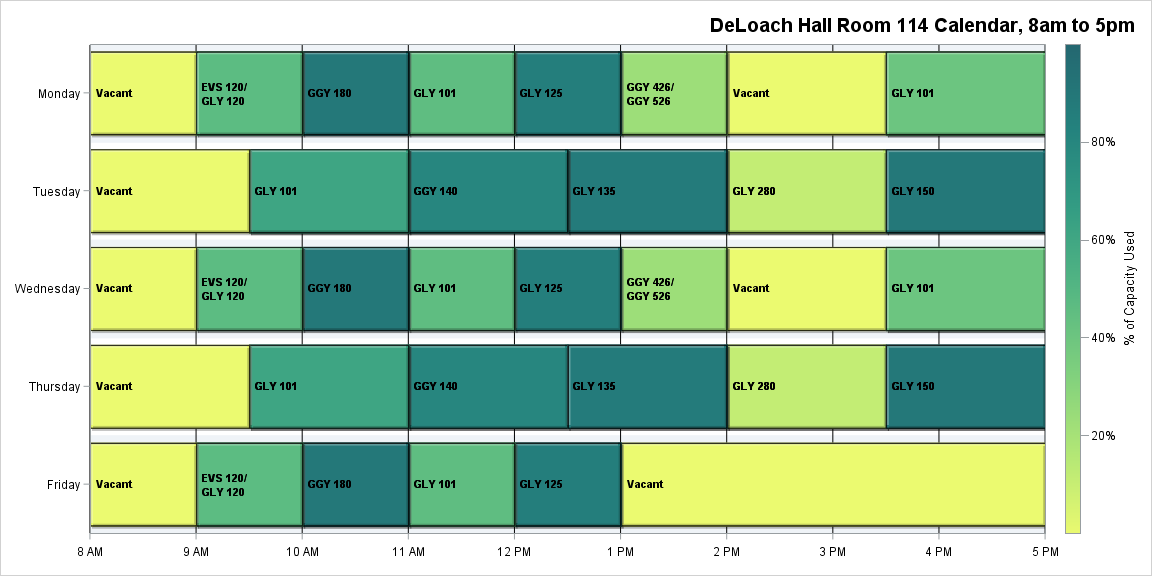 DeLoach Hall Room 114 Calendar, 8am to 5pm
Monday
Vacant
EVS 120/
GLY 120
GGY 180
GLY 101
GLY 125
GGY 426/
GGY 526
Vacant
GLY 101
Tuesday
Vacant
GLY 101
GGY 140
GLY 135
GLY 280
GLY 150
Wednesday
Vacant
EVS 120/
GLY 120
GGY 180
GLY 101
GLY 125
GGY 426/
GGY 526
Vacant
GLY 101
Thursday
Vacant
GLY 101
GGY 140
GLY 135
GLY 280
GLY 150
Friday
Vacant
EVS 120/
GLY 120
GGY 180
GLY 101
GLY 125
Vacant
8 AM
9 AM
10 AM
11 AM
12 PM
1 PM
2 PM
3 PM
4 PM
5 PM
80%
60%
40%
20%
% of Capacity Used